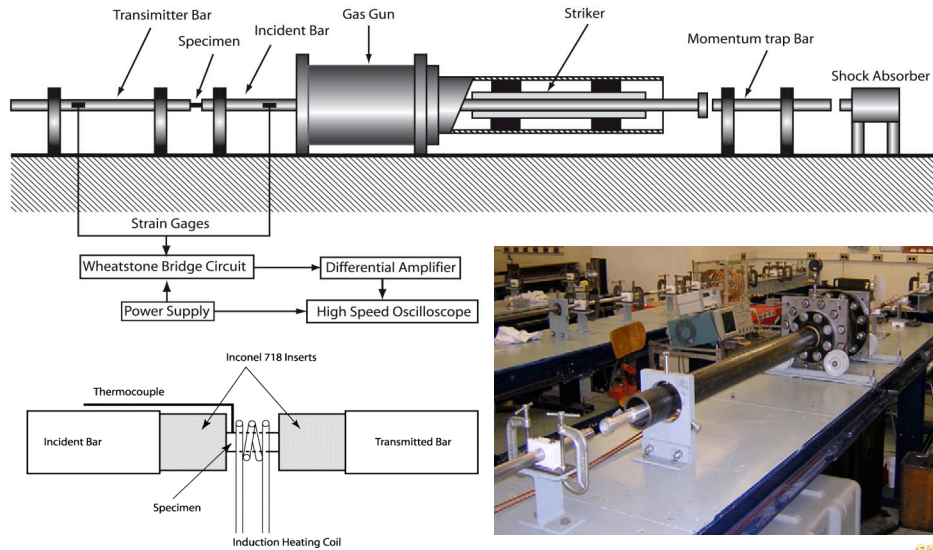 Gas Gun
Striker
Transimitter Bar
Specimen
Incident Bar
Momentum trap Bar
Shock Absorber
Strain Gages
Wheatstone Bridge Circuit
Differential Amplifier
Power Supply
High Speed Oscilloscope
Inconel 718 Inserts
Thermocouple
Incident Bar
Transmitted Bar
Specimen
Induction Heating Coil